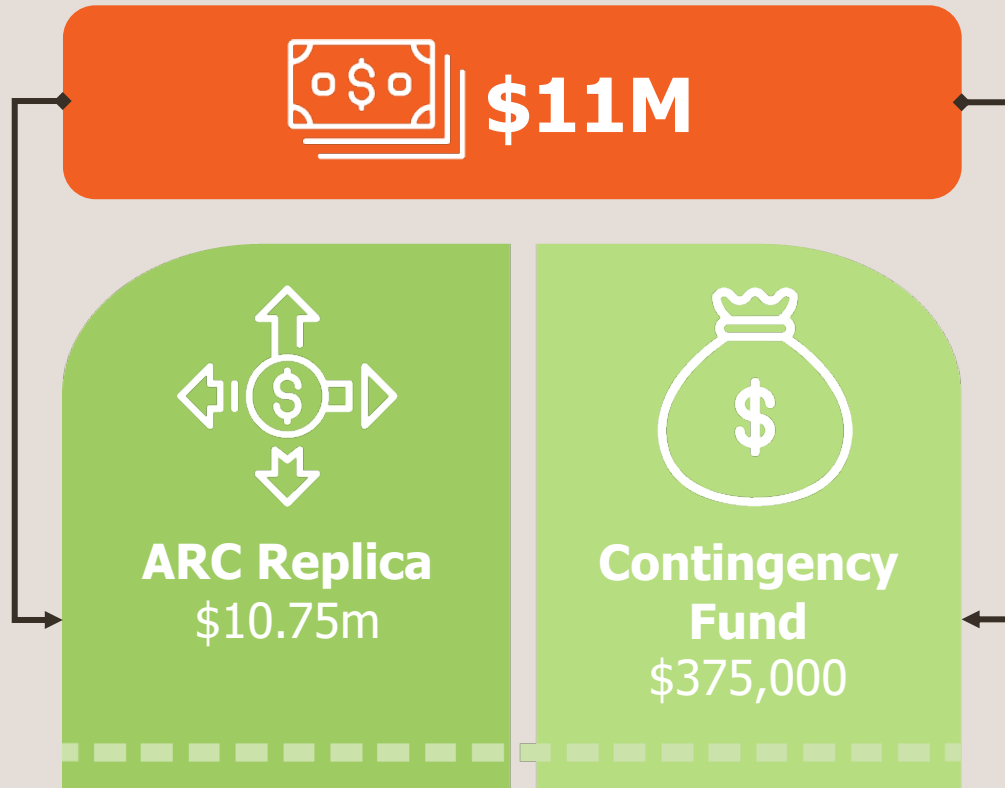 $11M
ARC Replica
$10.75m
Contingency
Fund
$375,000